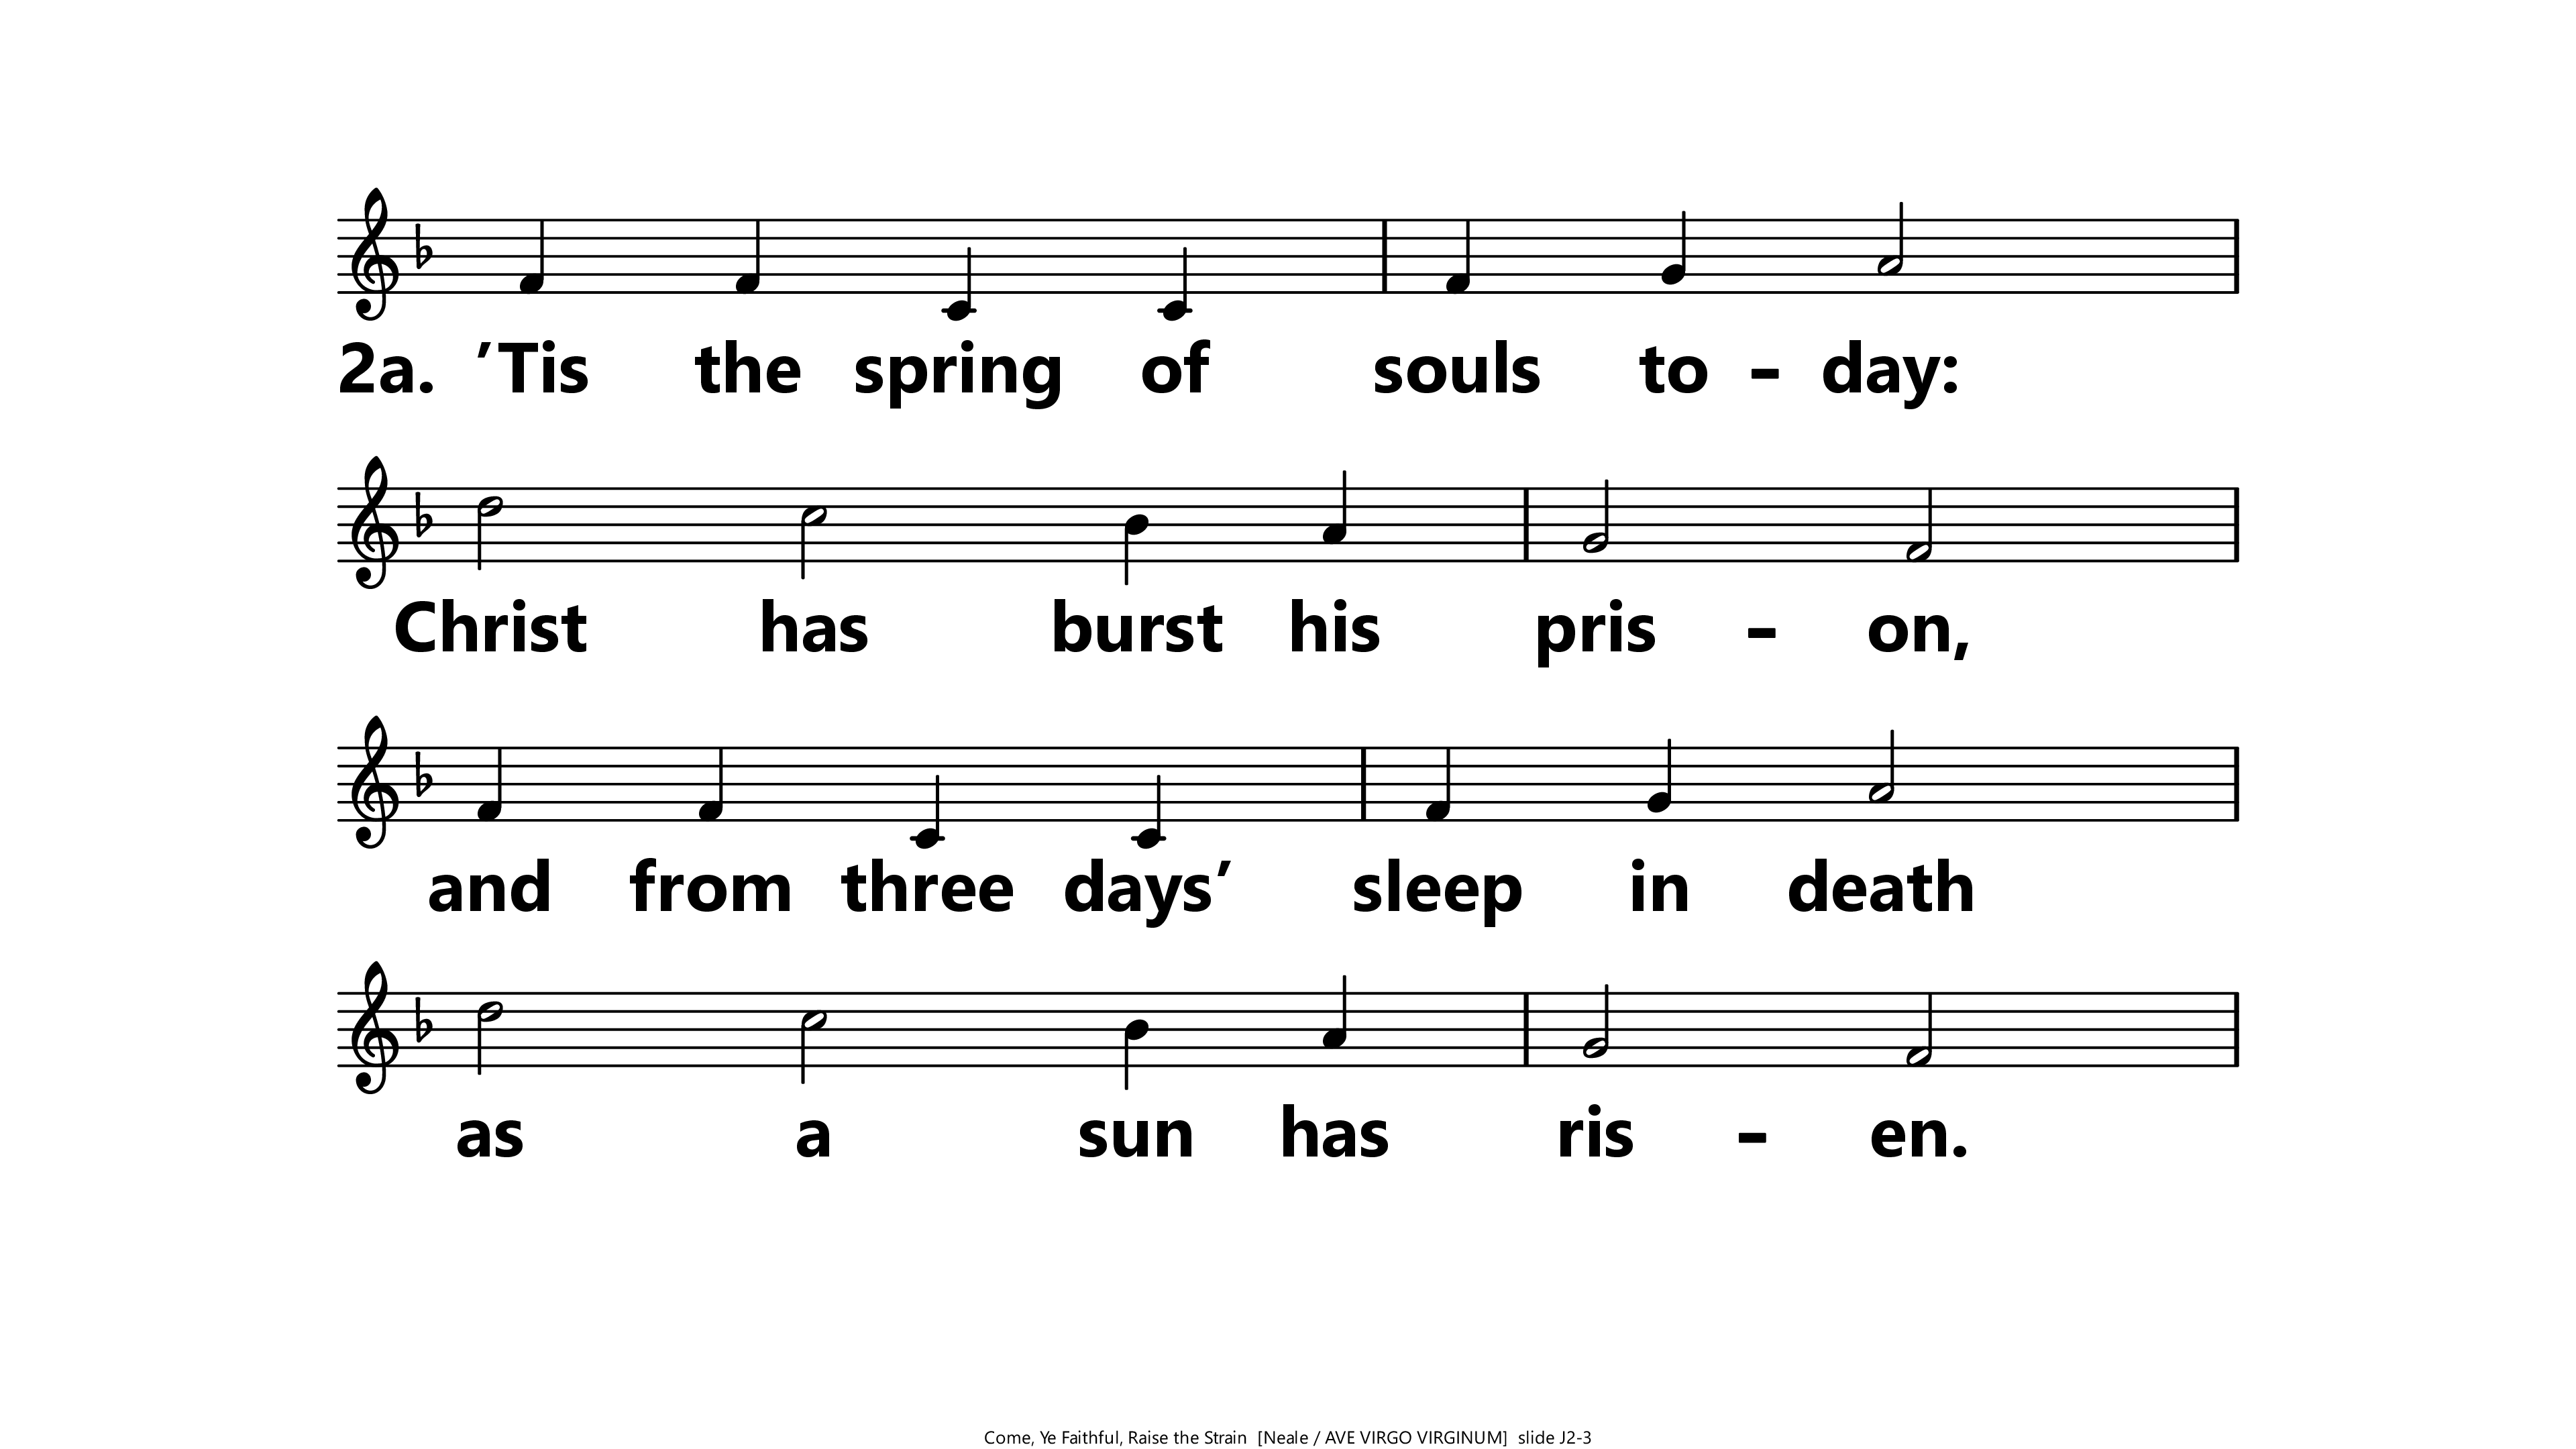 2a. ’Tis the spring of souls to - day:
Christ has burst his pris - on,
and from three days’ sleep in death
as a sun has ris - en.
Come, Ye Faithful, Raise the Strain [Neale / AVE VIRGO VIRGINUM] slide J2-3